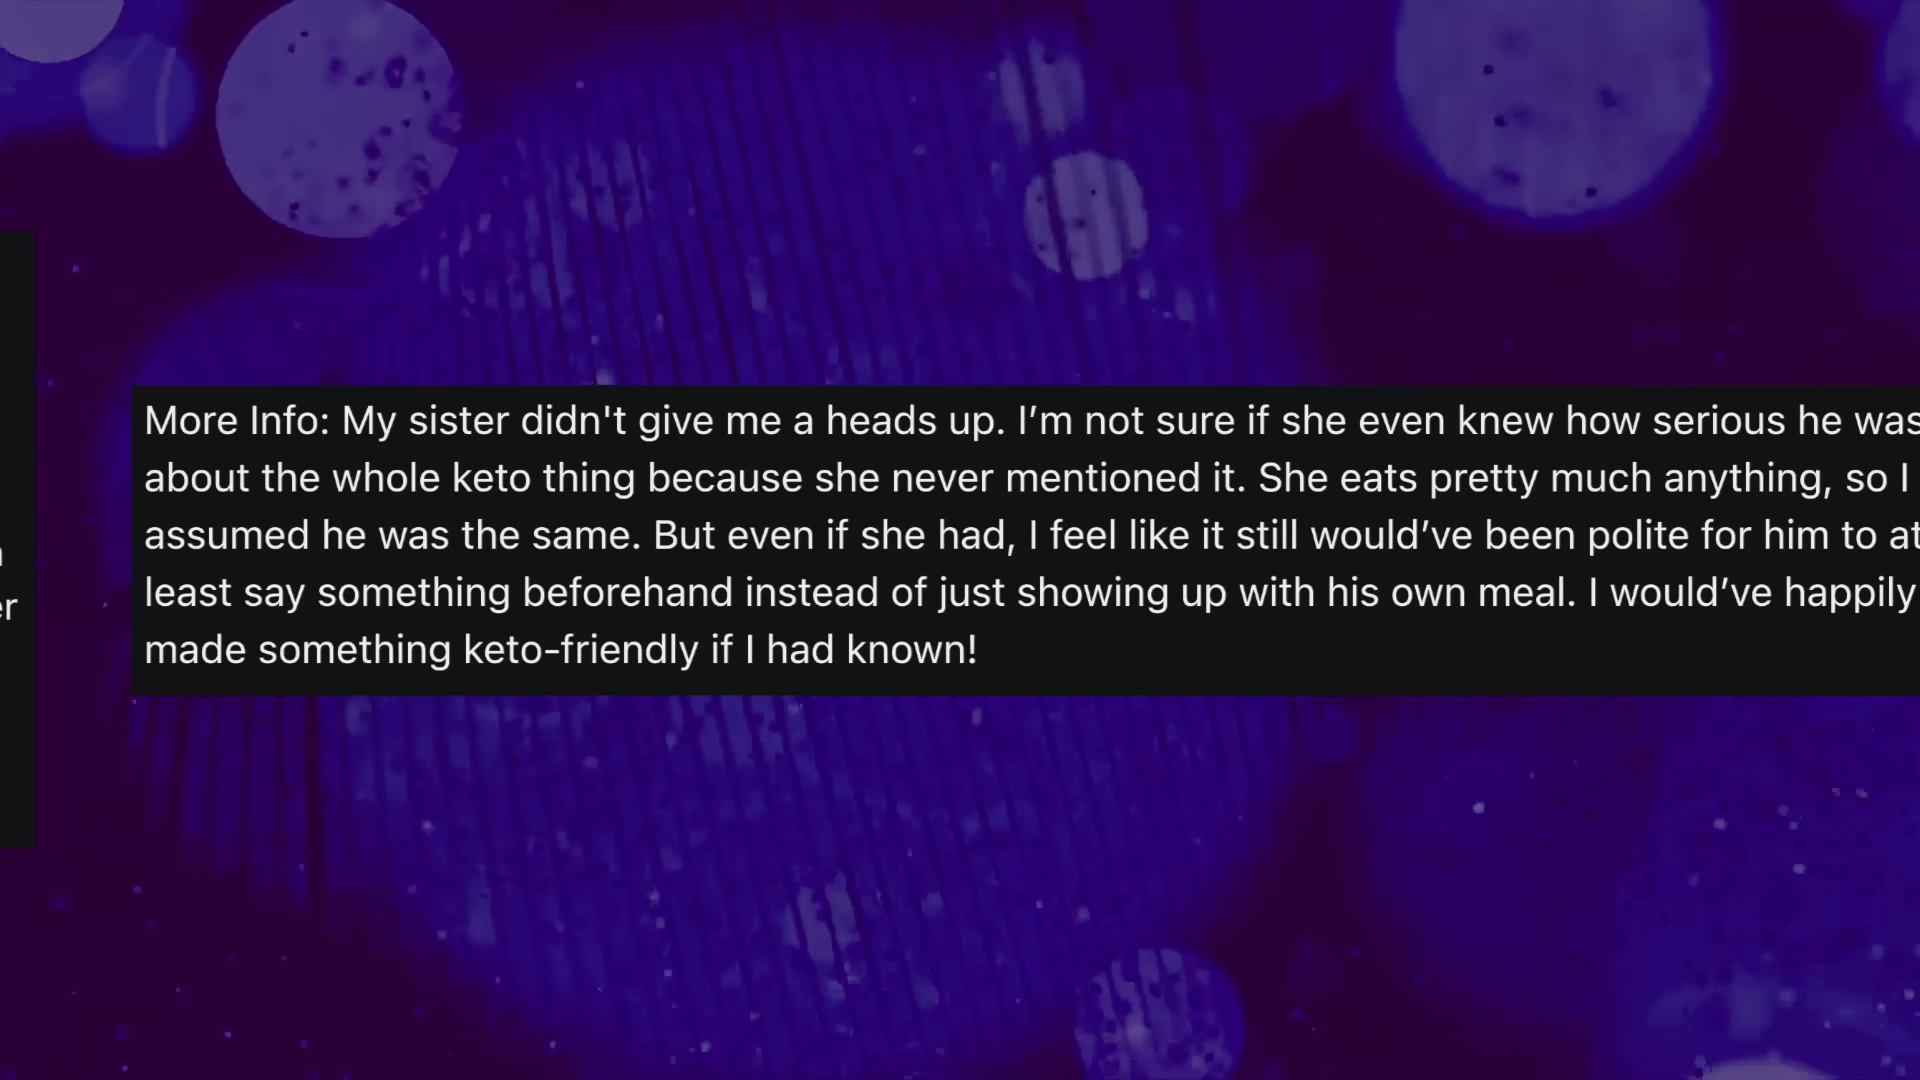 More Info: My sister didn't give me a heads up. I’m not sure if she even knew how serious he was
about the whole keto thing because she never mentioned it. She eats pretty much anything, so I
assumed he was the same. But even if she had, I feel like it still would’ve been polite for him to at
least say something beforehand instead of just showing up with his own meal. I would’ve happily
made something keto-friendly if I had known!